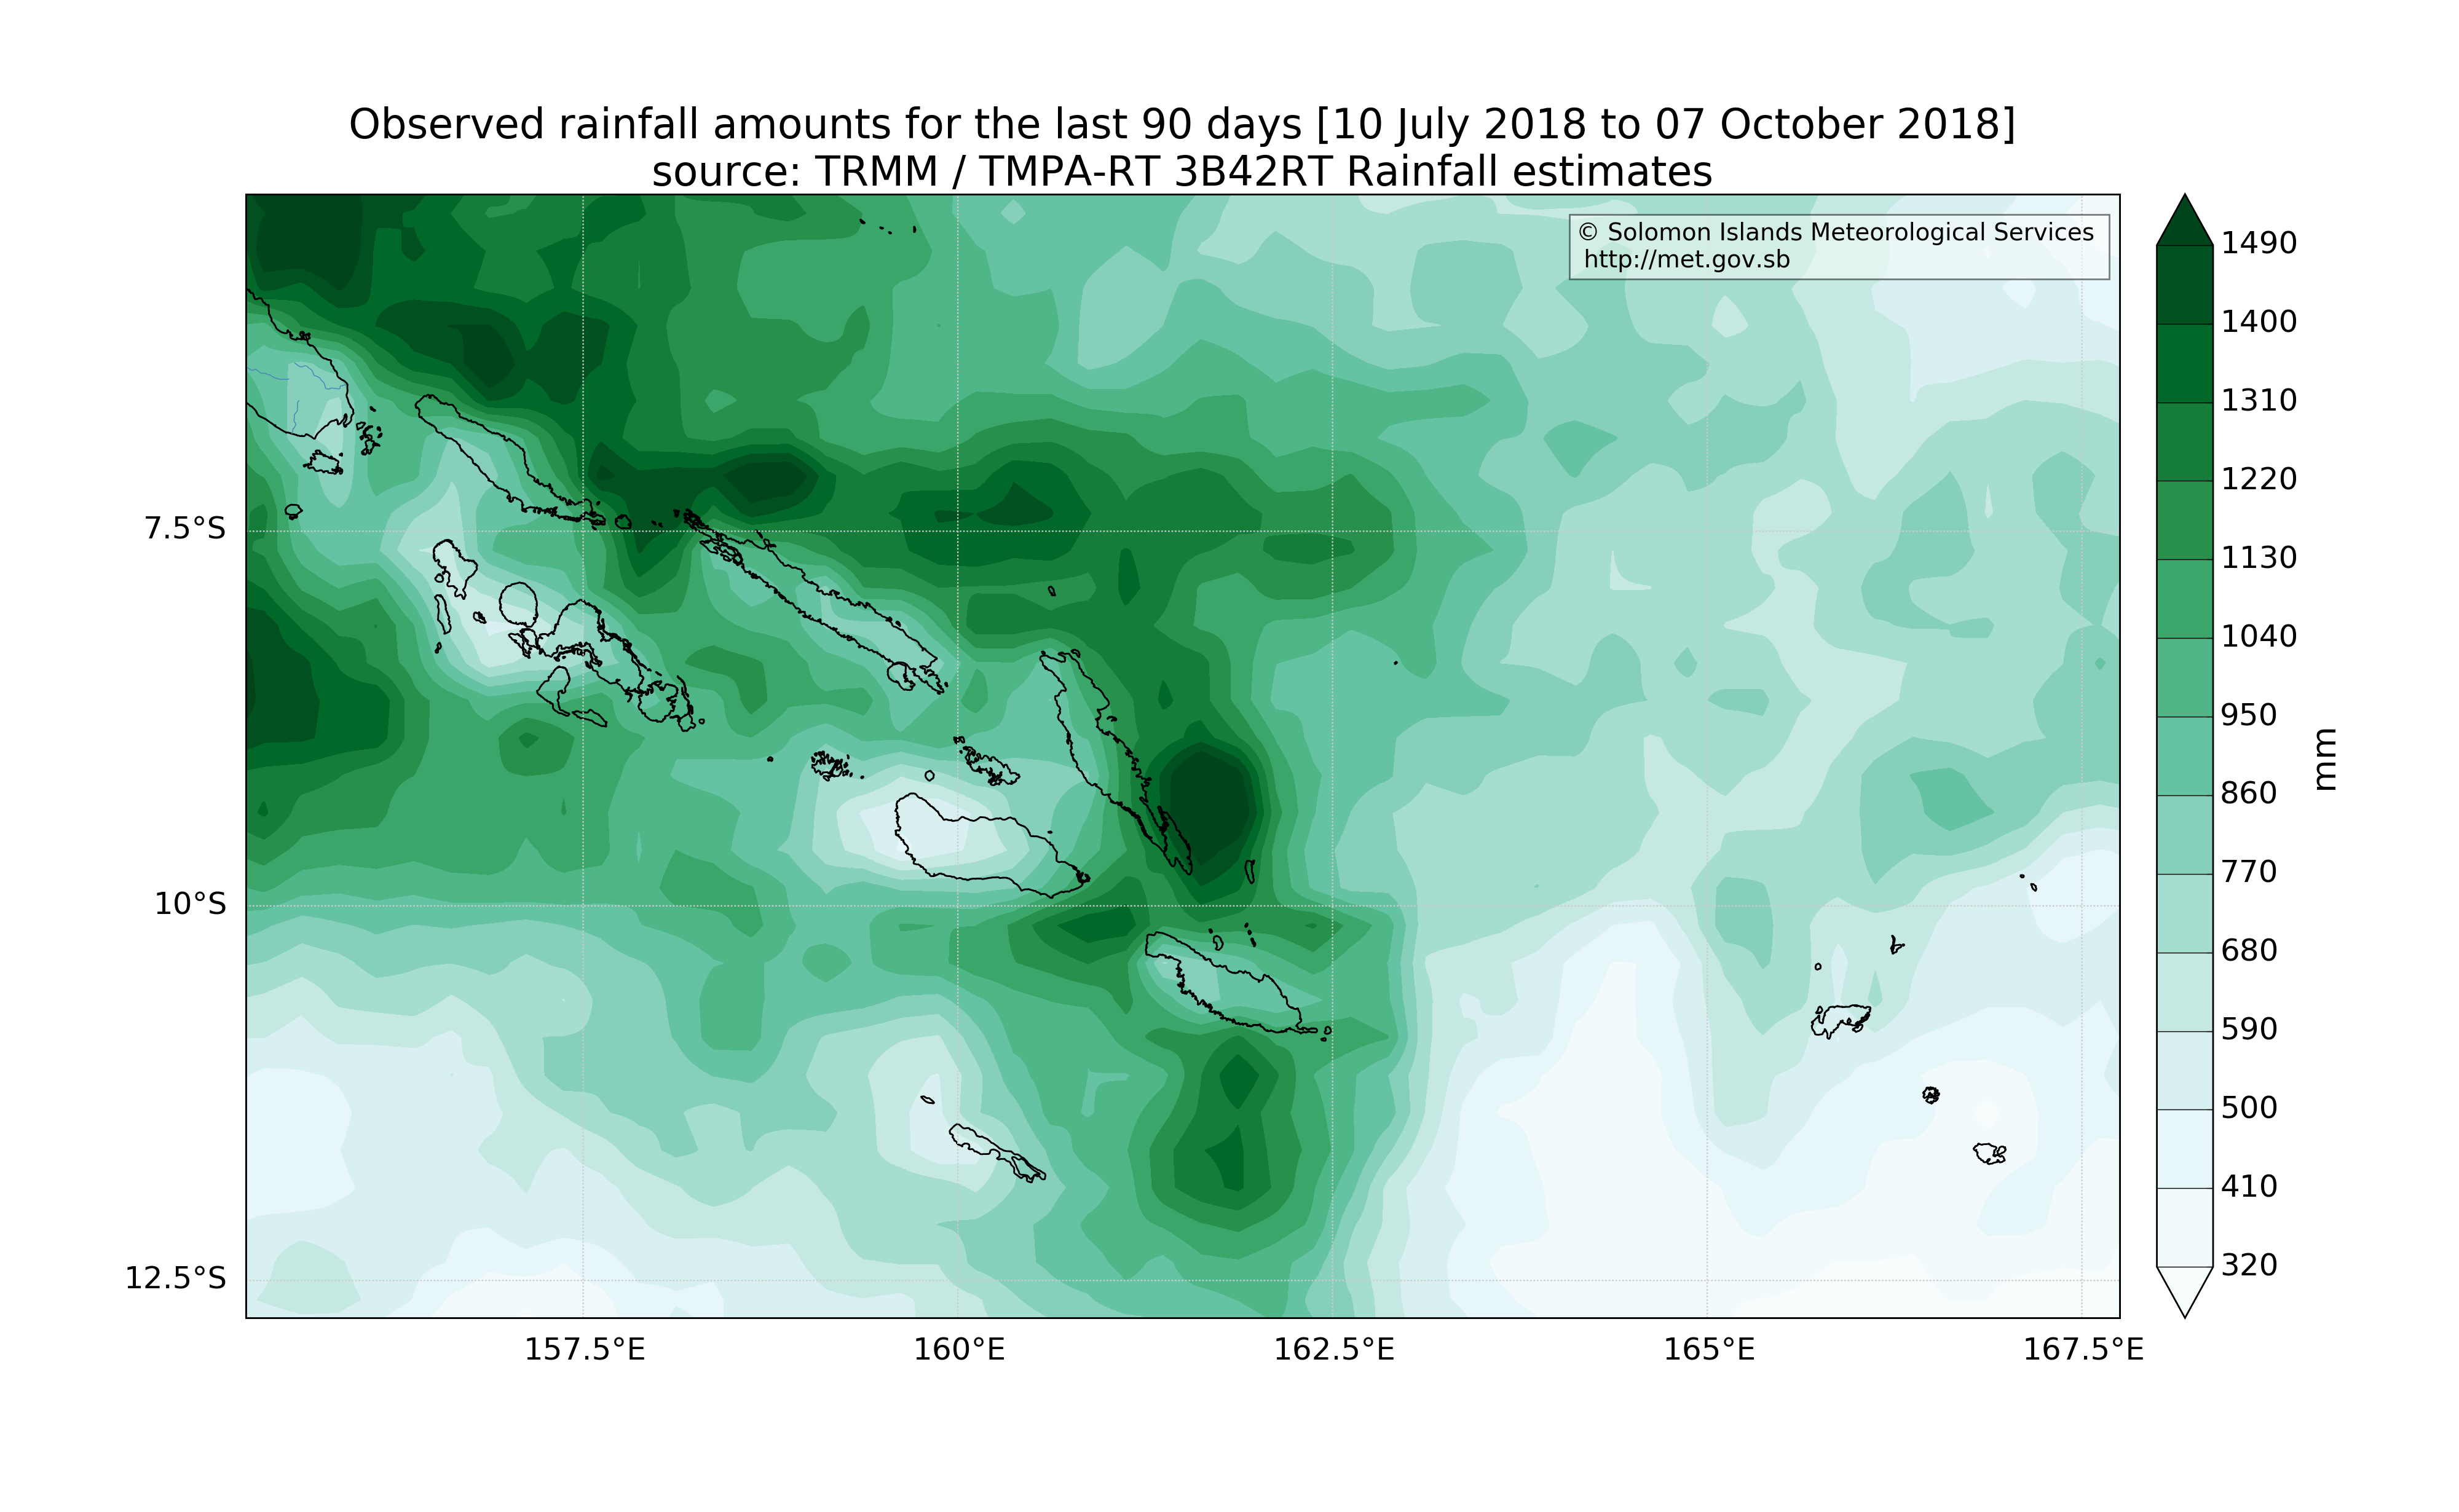 Observed rainfall amounts for the last 90 days [10 July 2018 to 07 October 2018]
source: TRMM / TMPA-RT 3B42RT Rainfall estimates
© Solomon Islands Meteorological Services
http://met.gov.sb
7.5°S
10°S
12.5°S
157.5°E
160°E
162.5°E
165°E
167.5°E
1490
1400
1310
1220
1130
1040
950
860
770
680
590
500
410
320
mm